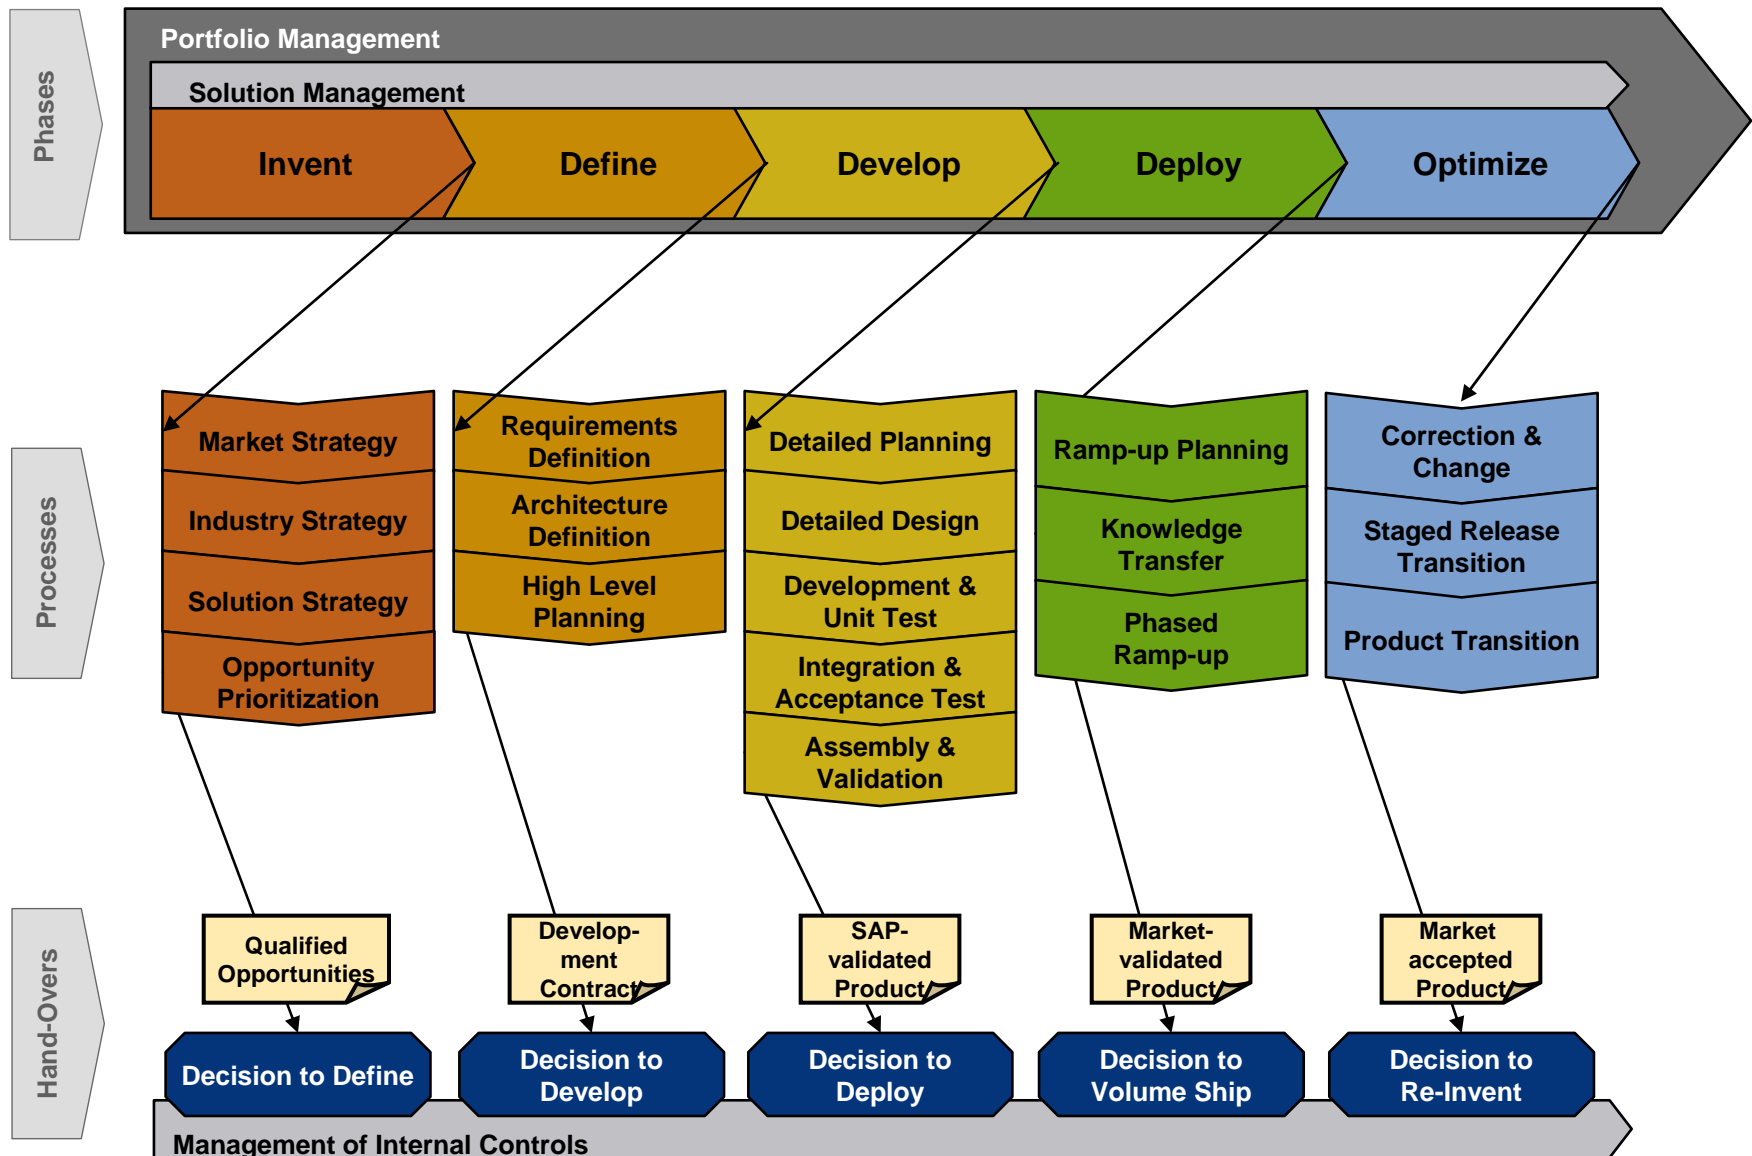 Phases
Portfolio Management
Solution Management
Invent
Define
Develop
Deploy
Optimize
Processes
Market Strategy
Industry Strategy
Solution Strategy
Opportunity
Prioritization
Requirements
Definition
Architecture
Definition
High Level
Planning
Detailed Planning
Detailed Design
Development &
Unit Test
Integration &
Acceptance Test
Assembly &
Validation
Ramp-up Planning
Knowledge
Transfer
Phased
Ramp-up
Correction &
Change
Staged Release
Transition
Product Transition
Hand-Overs
Qualified
Opportunities
Develop-
ment
Contract
SAP-
validated
Product
Market-
validated
Product
Market
accepted
Product
Decision to Define
Decision to
Develop
Decision to
Deploy
Decision to
Volume Ship
Decision to
Re-Invent
Management of Internal Controls